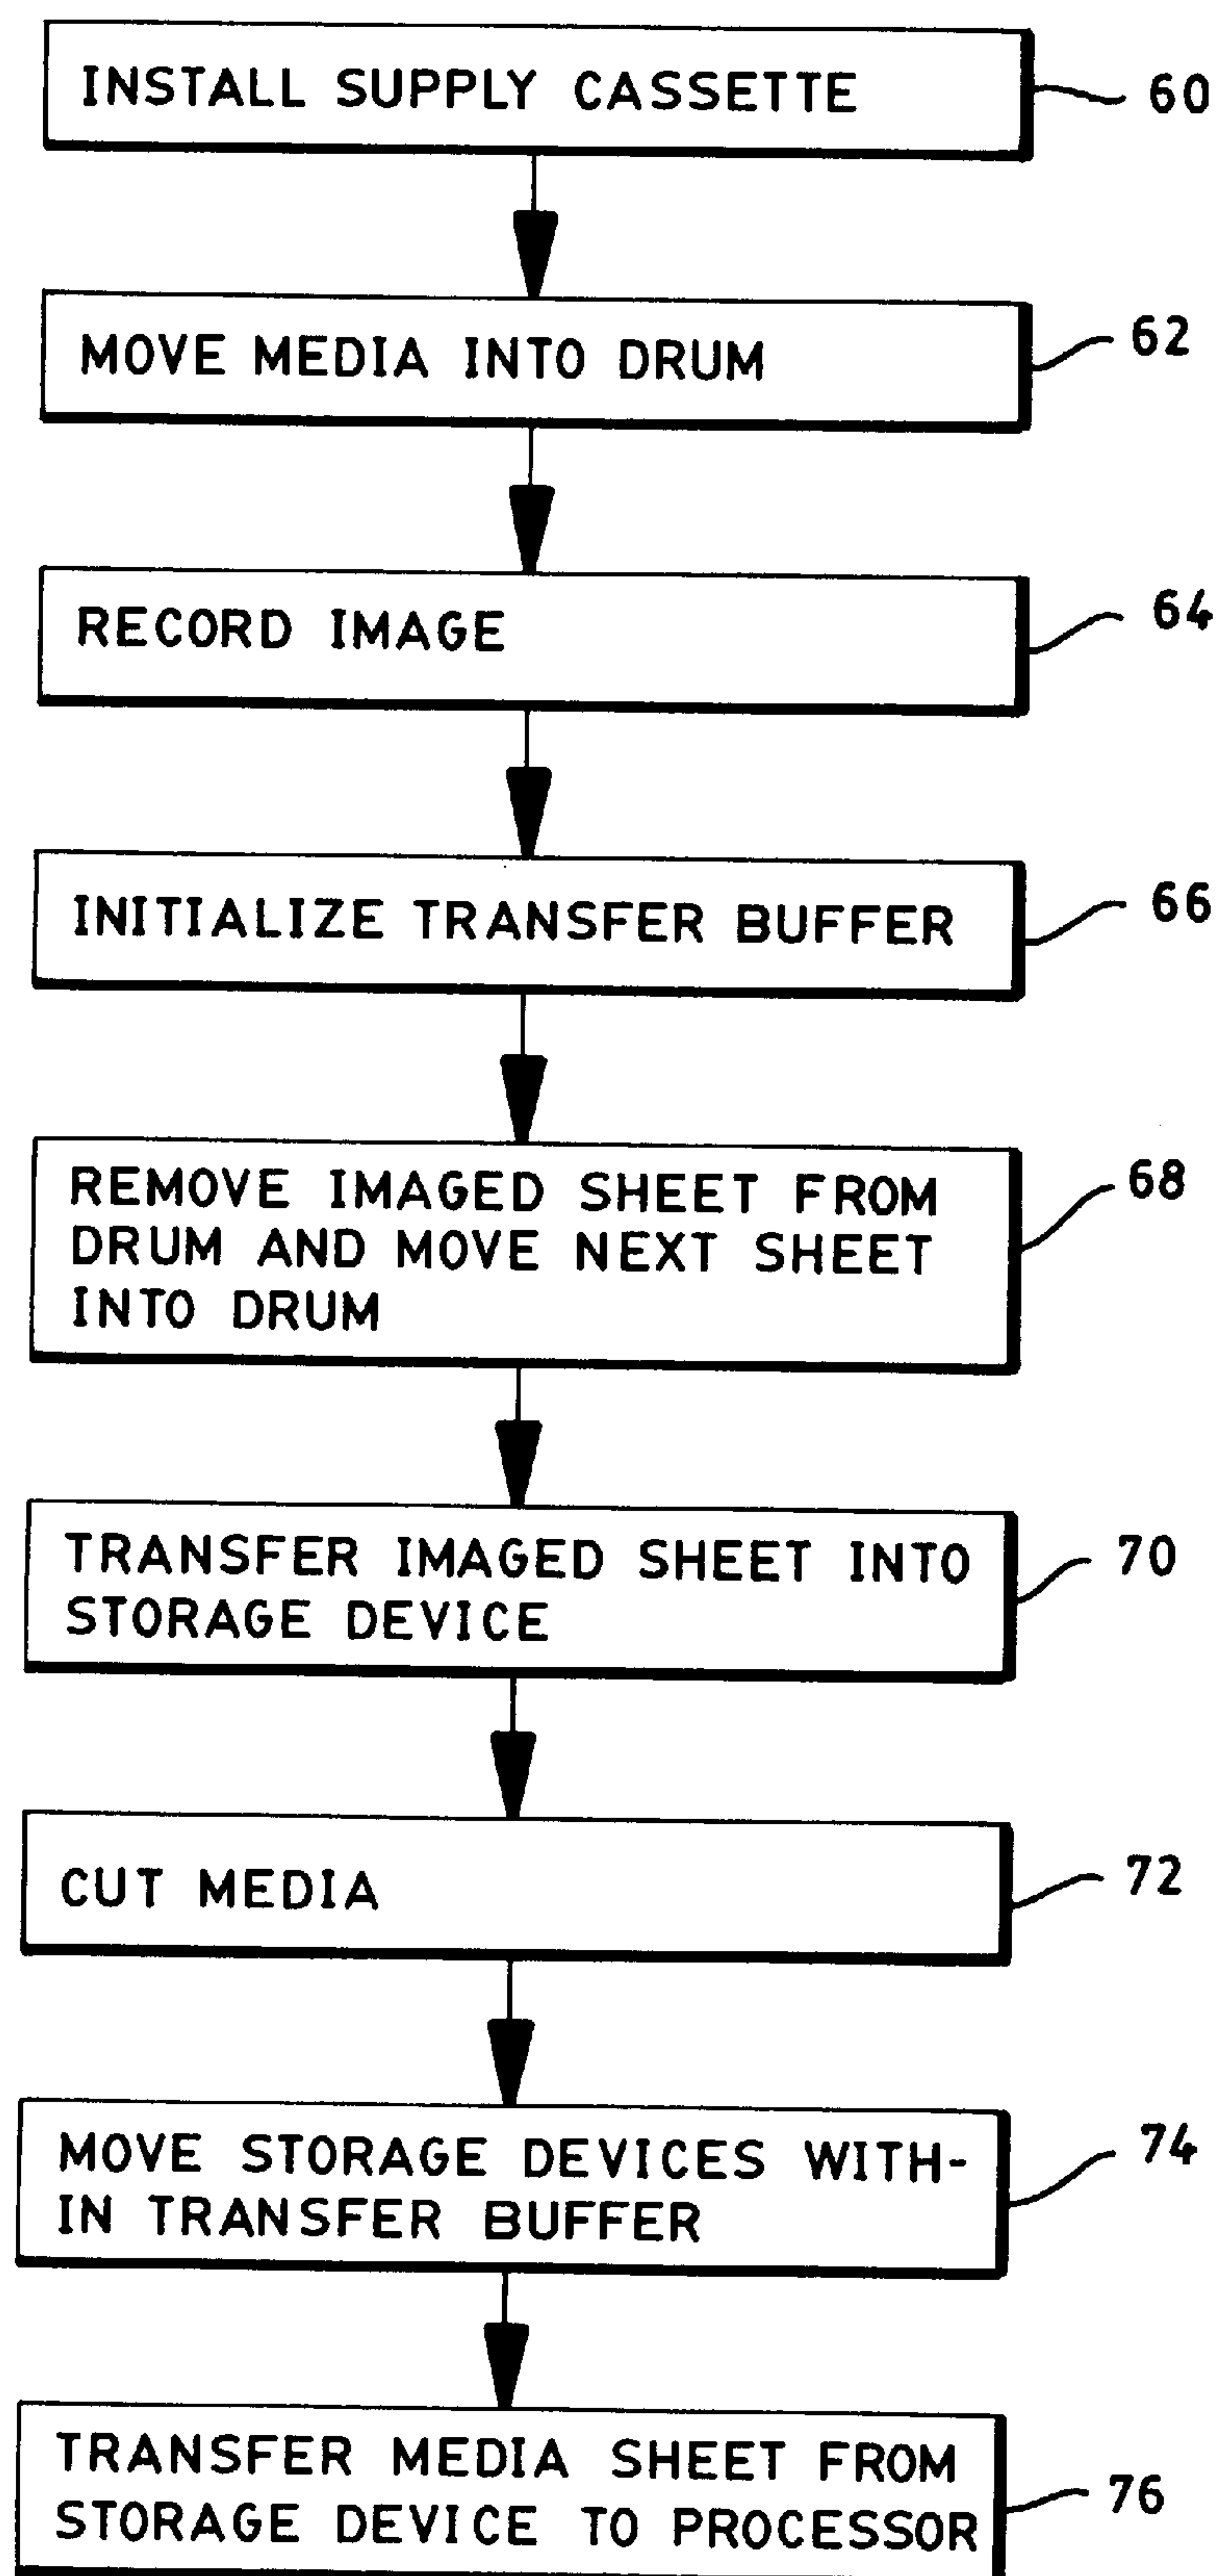 INSTALL SUPPLY CASSETTE
60
MOVE MEDIA INTO DRUM
62
RECORD IMAGE
64
INITIALIZE TRANSFER BUFFER
66
REMOVE IMAGED SHEET FROM
DRUM AND MOVE NEXT SHEET
INTO DRUM
68
TRANSFER IMAGED SHEET INTO
STORAGE DEVICE
70
CUT MEDIA
72
MOVE STORAGE DEVICES WITH-
IN TRANSFER BUFFER
74
TRANSFER MEDIA SHEET FROM
STORAGE DEVICE TO PROCESSOR
76